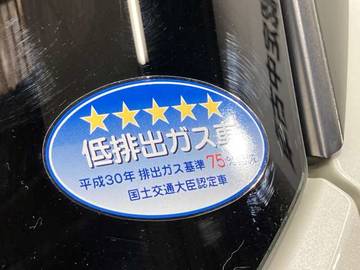 ★★★★★
低排出ガス車
平成30年 排出ガス基準 75%低減
国土交通大臣認定車